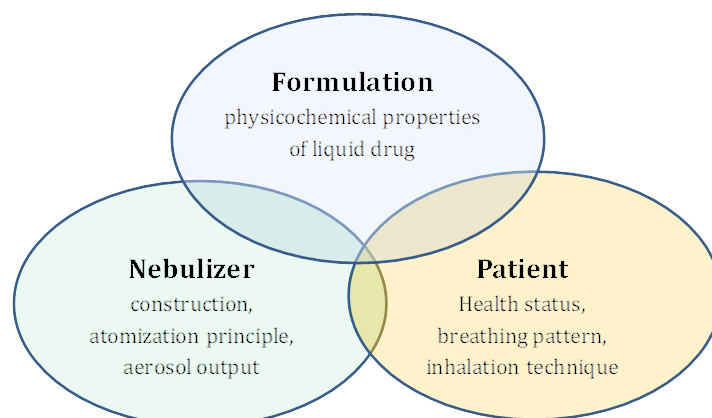 Formulation
physicochemical properties
of liquid drug
Nebulizer
construction,
atomization principle,
aerosol output
Patient
Health status,
breathing pattern,
inhalation technique